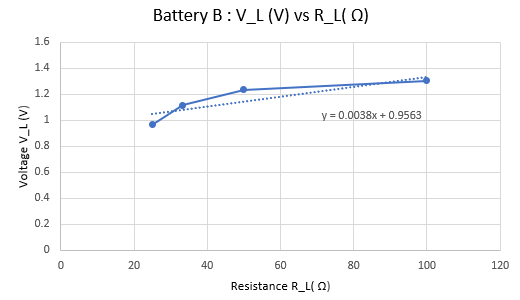 Battery B : V_L (V) vs R_L( Ω)
1.6
1.4
1.2
1
0.8
0.6
0.4
0.2
0
Voltage V_L (V)
y = 0.0038x + 0.9563
0 20 40 60 80 100 120
Resistance R_L( Ω)